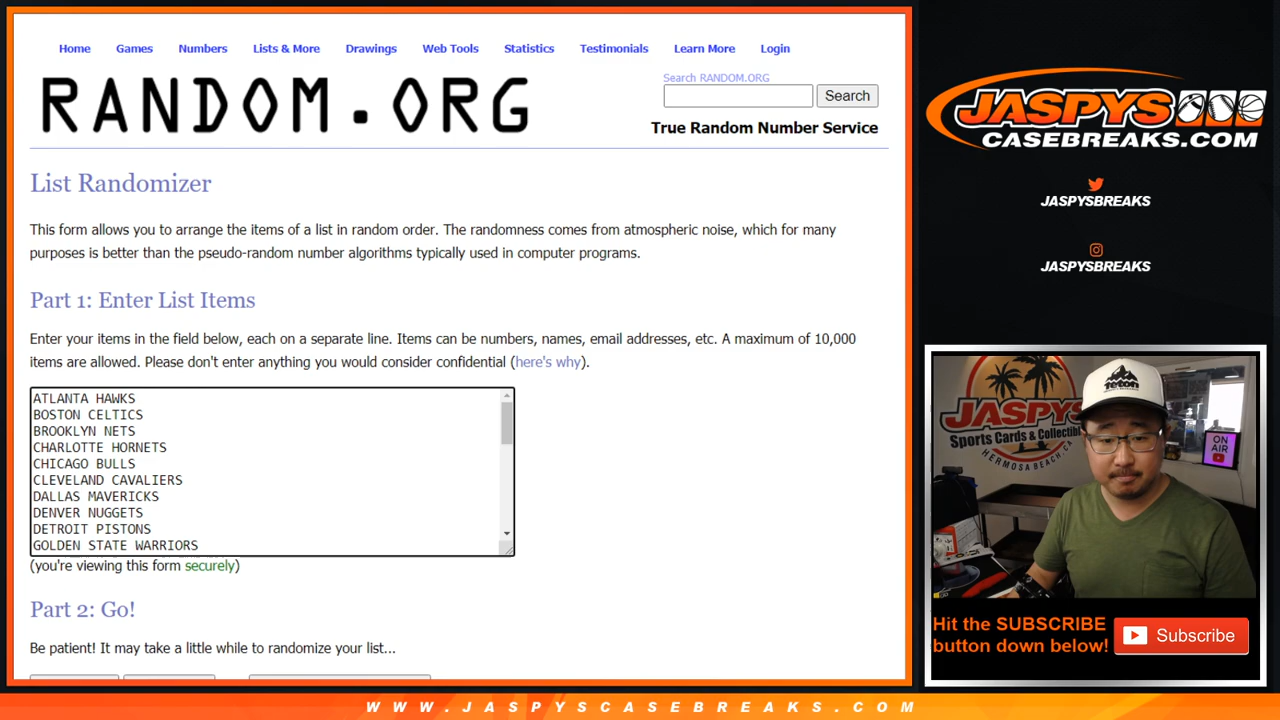 Home Games Numbers Lists & More Drawings Web Tools Statistics Testimonials Learn More Login
RANDOM.ORG
Search RANDOM.ORG
Search
True Random Number Service
List Randomizer
This form allows you to arrange the items of a list in random order. The randomness comes from atmospheric noise, which for many
purposes is better than the pseudo-random number algorithms typically used in computer programs.
Part 1: Enter List Items
Enter your items in the field below, each on a separate line. Items can be numbers, names, email addresses, etc. A maximum of 10,000
items are allowed. Please don't enter anything you would consider confidential (here's why).
ATLANTA HAWKS
BOSTON CELTICS
BROOKLYN NETS
CHARLOTTE HORNETS
CHICAGO BULLS
CLEVELAND CAVALIERS
DALLAS MAVERICKS
DENVER NUGGETS
DETROIT PISTONS
GOLDEN STATE WARRIORS
(you're viewing this form securely)
Part 2: Go!
Be patient! It may take a little while to randomize your list...
JASPYS
CASEBREAKS.COM
JASPYSBREAKS
JASPYSBREAKS
JASPYS
Sports Cards & Collectibl
HERMOSA BEACH, CA
Teton
ON
AIR
Hit the SUBSCRIBE
button down below!
Subscribe
WWW.JASPYSCASEBREAKS.COM